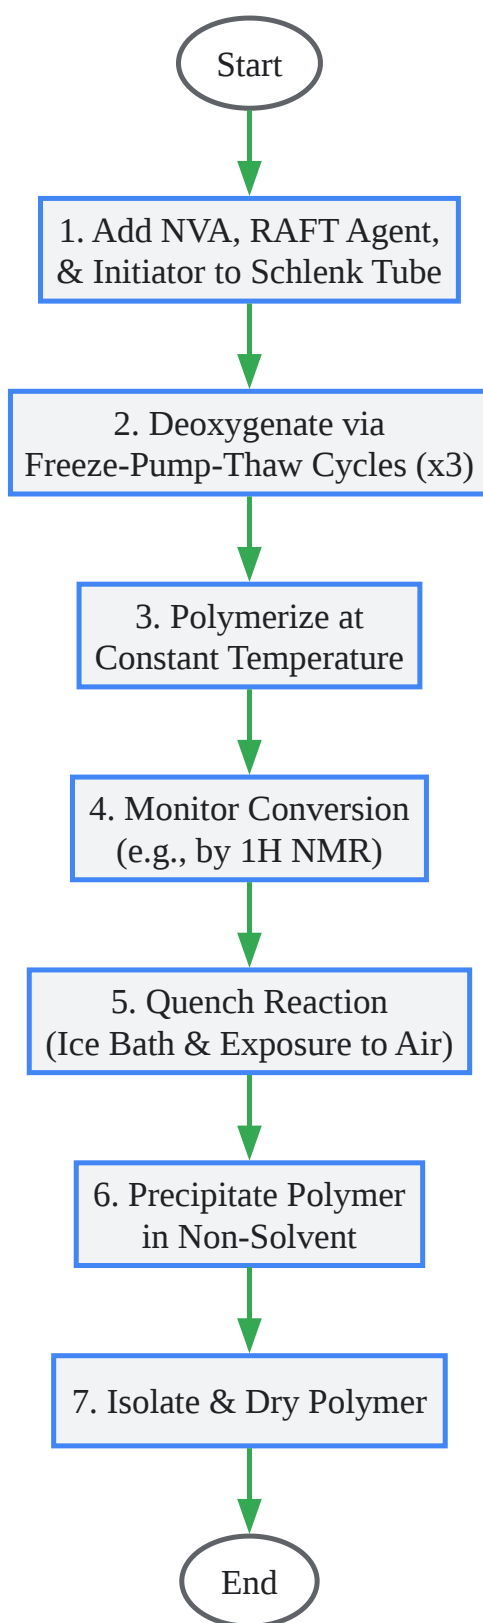 Start
1. Add NVA, RAFT Agent,
& Initiator to Schlenk Tube
2. Deoxygenate via
Freeze-Pump-Thaw Cycles (x3)
3. Polymerize at
Constant Temperature
4. Monitor Conversion
(e.g., by 1H NMR)
5. Quench Reaction
(Ice Bath & Exposure to Air)
6. Precipitate Polymer
in Non-Solvent
7. Isolate & Dry Polymer
End